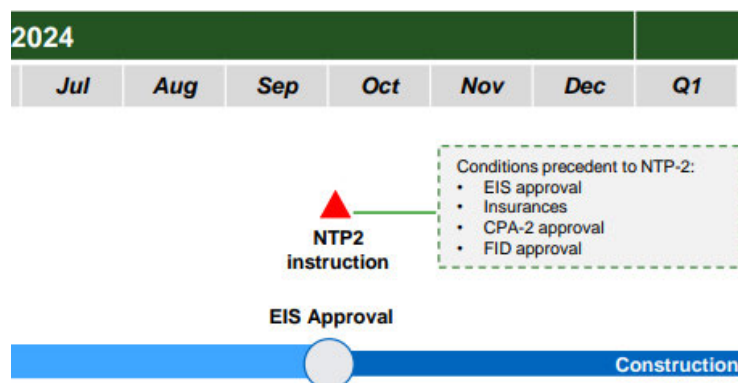 2024
Jul Aug Sep Oct Nov Dec Q1
Conditions precedent to NTP-2:
• EIS approval
• Insurances
• CPA-2 approval
• FID approval
NTP2
instruction
EIS Approval
Construction